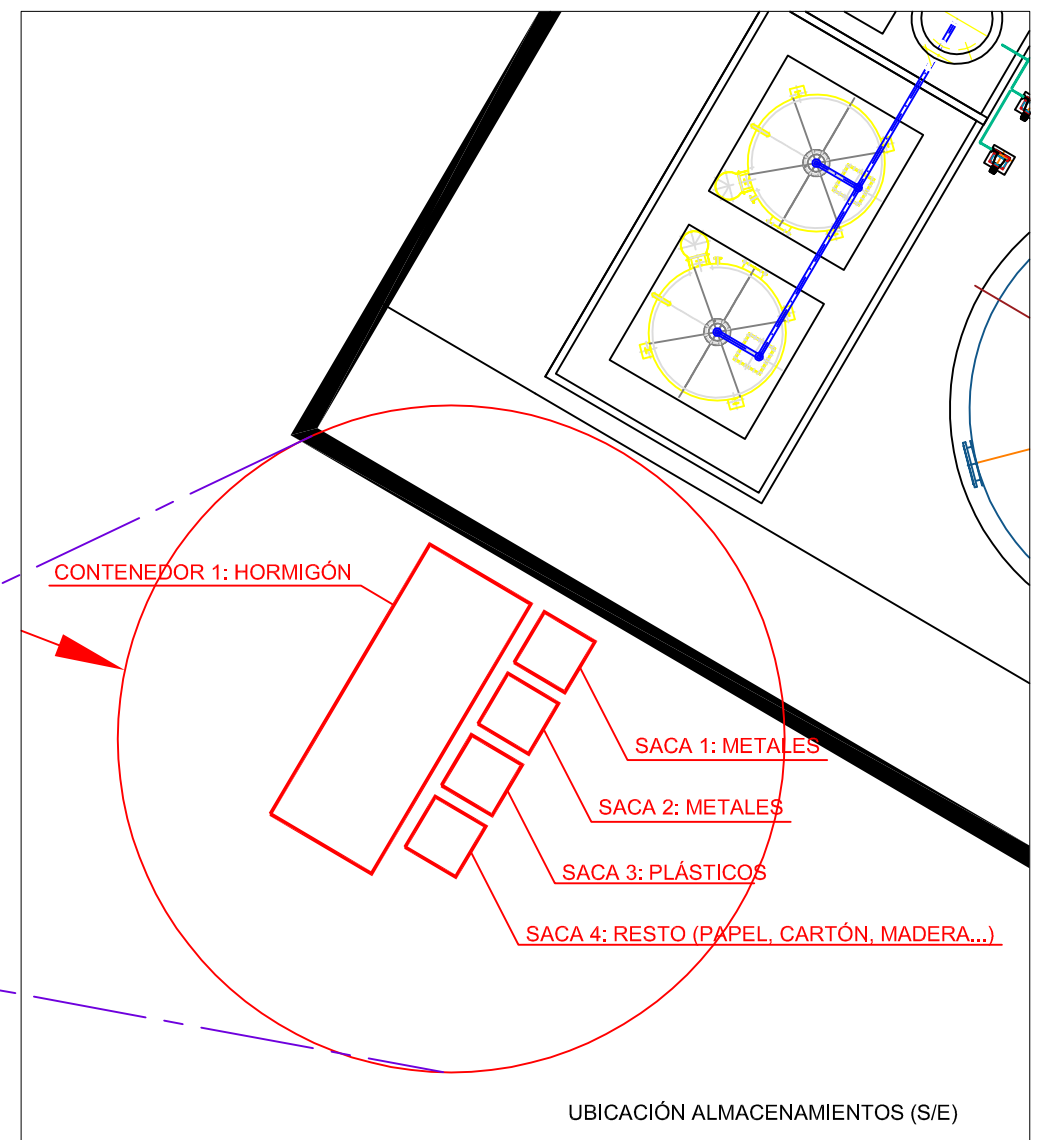 CONTENEDOR 1: HORMIGÓN
SACA 1: METALES
SACA 2: METALES
SACA 3: PLÁSTICOS
SACA 4: RESTO (PAPEL, CARTÓN, MADERA...)
UBICACIÓN ALMACENAMIENTOS (S/E)